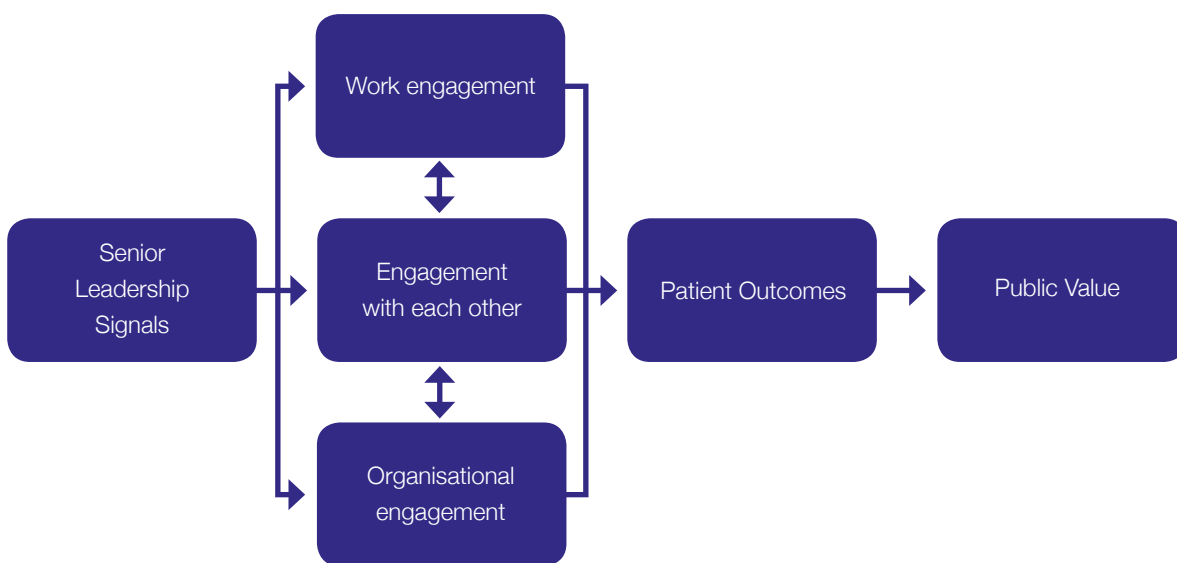 Work engagement
Senior
Leadership
Signals
Engagement
with each other
Patient Outcomes
Public Value
Organisational
engagement